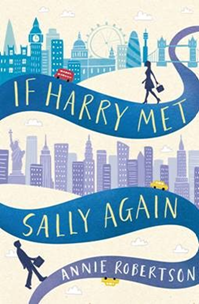 IF HARRY MET
SALLY AGAIN
ANNIE ROBERTSON